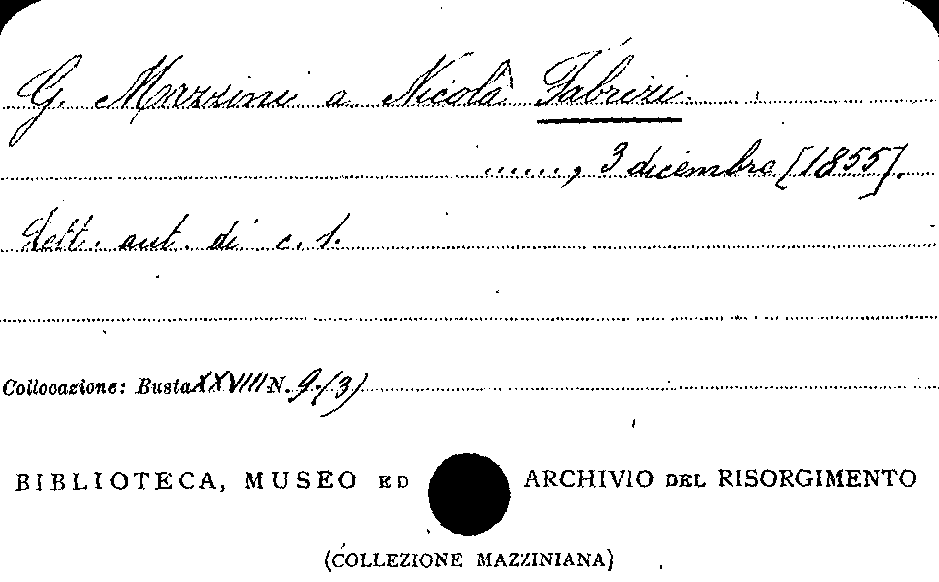 G. Mazzini a Nicola Fabrizi.
......., 3 dicembre [1855].
Lett. aut. di c. 1.
Collocazione: Busta XXVIII N. 9.(3)
BIBLIOTECA, MUSEO ED ARCHIVIO DEL RISORGIMENTO
(COLLEZIONE MAZZINIANA)